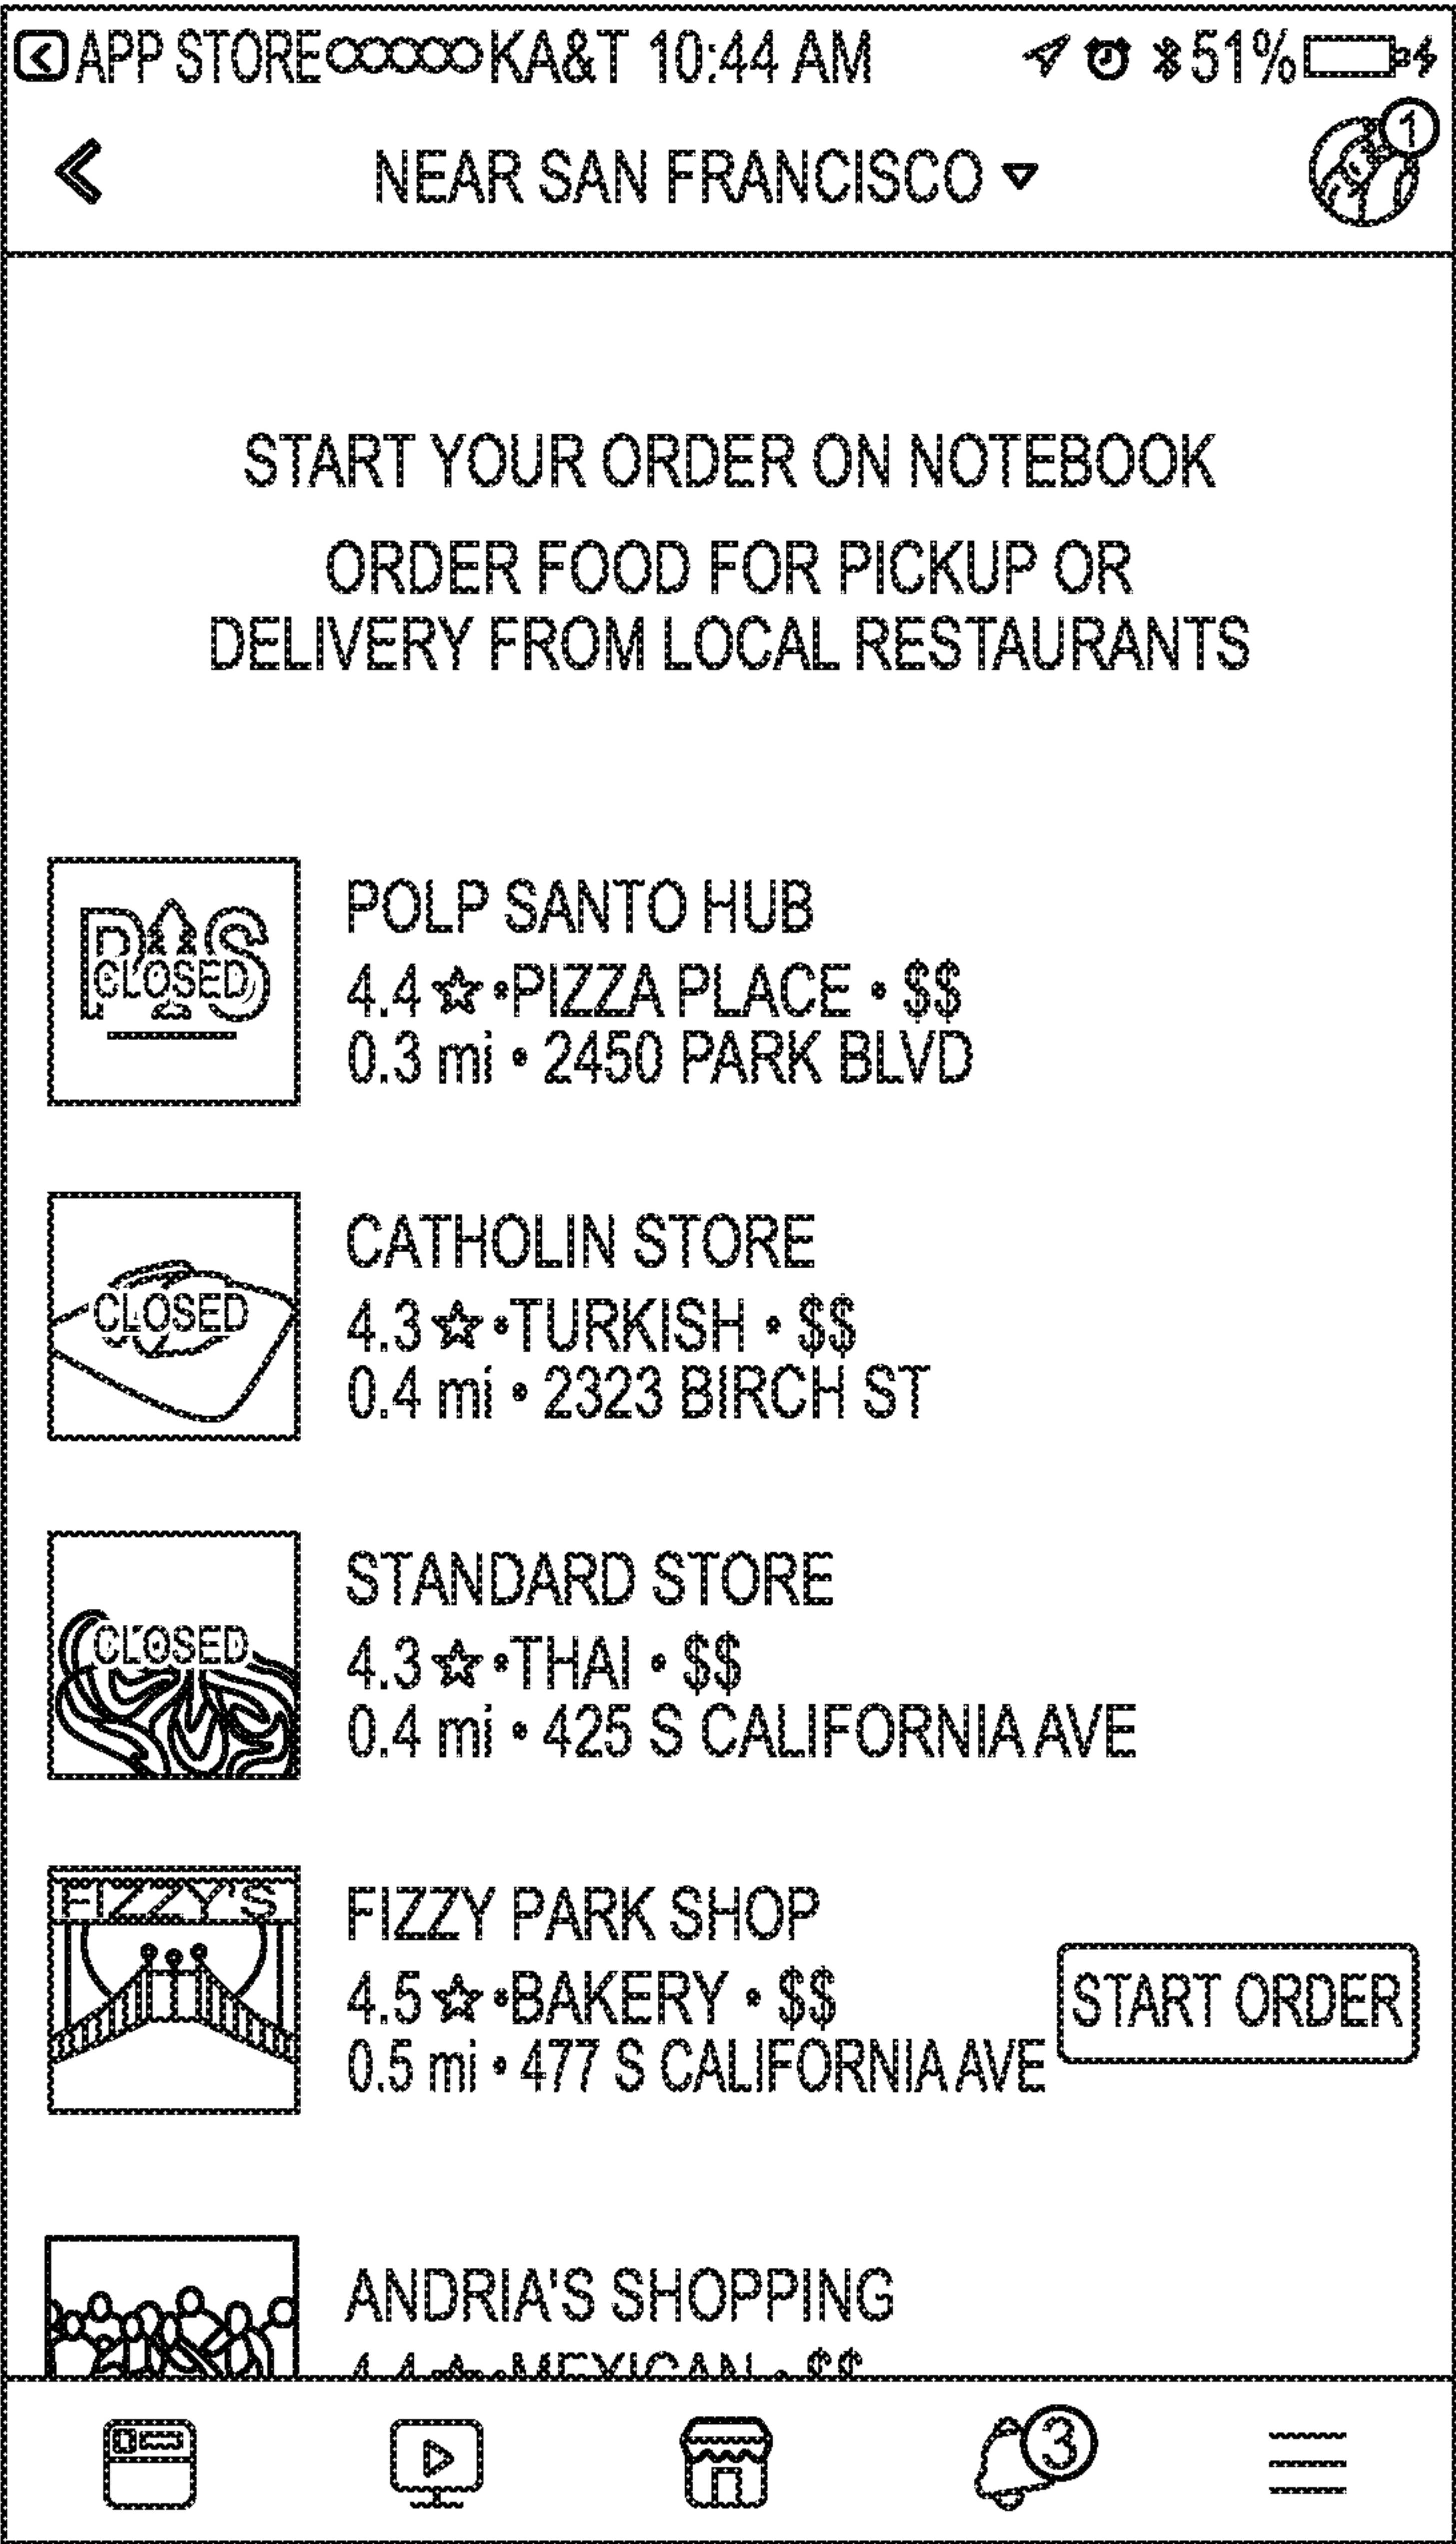 APP STORE KA&T 10:44 AM 51%
1
NEAR SAN FRANCISCO
START YOUR ORDER ON NOTEBOOK
ORDER FOOD FOR PICKUP OR
DELIVERY FROM LOCAL RESTAURANTS
P S
CLOSED
POLP SANTO HUB
4.4 ☆ • PIZZA PLACE • $$
0.3 mi • 2450 PARK BLVD
CLOSED
CATHOLIN STORE
4.3 ☆ • TURKISH • $$
0.4 mi • 2323 BIRCH ST
CLOSED
STANDARD STORE
4.3 ☆ • THAI • $$
0.4 mi • 425 S CALIFORNIA AVE
FIZZY'S
FIZZY PARK SHOP
4.5 ☆ • BAKERY • $$
0.5 mi • 477 S CALIFORNIA AVE
START ORDER
ANDRIA'S SHOPPING
4.4 ☆ • MEXICAN • $$
3